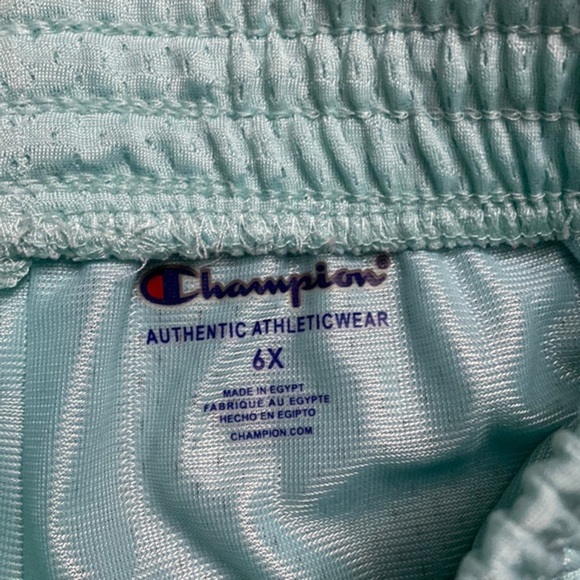 Champion®
AUTHENTIC ATHLETICWEAR
6X
MADE IN EGYPT
FABRIQUE AU EGYPTE
HECHO EN EGIPTO
CHAMPION.COM